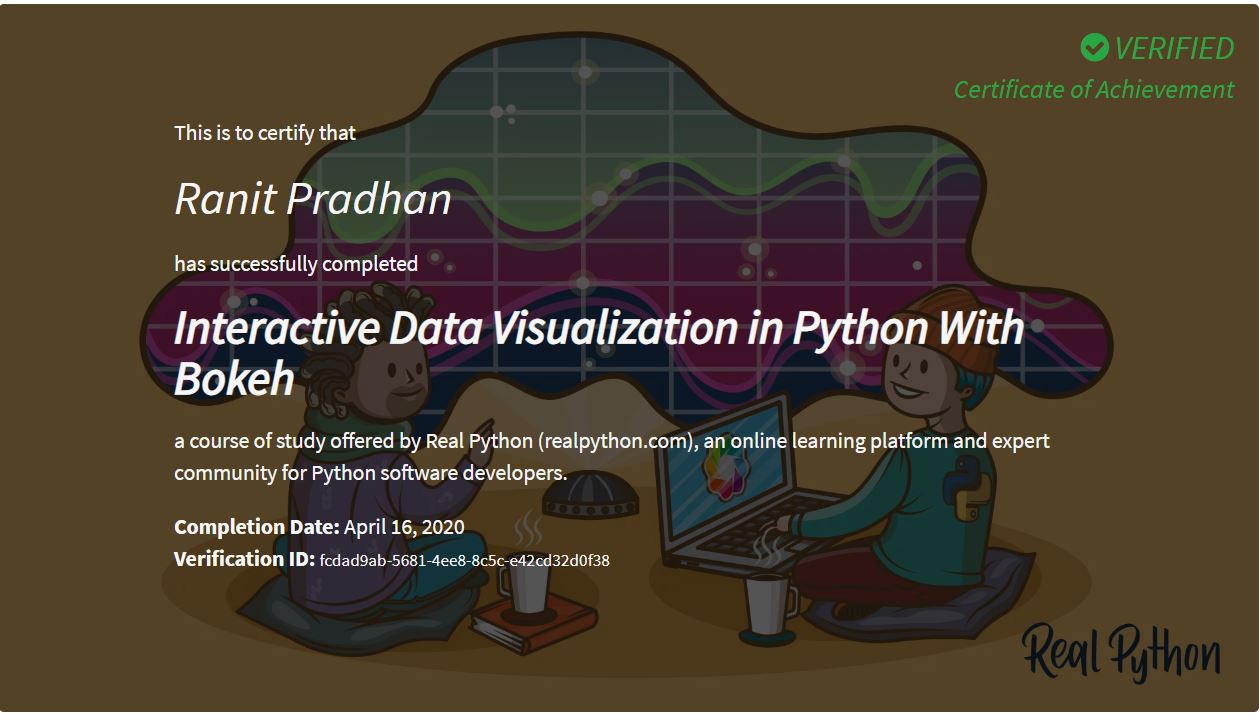 VERIFIED
Certificate of Achievement
This is to certify that
Ranit Pradhan
has successfully completed
Interactive Data Visualization in Python With
Bokeh
a course of study offered by Real Python (realpython.com), an online learning platform and expert
community for Python software developers.
Completion Date: April 16, 2020
Verification ID: fcdad9ab-5681-4ee8-8c5c-e42cd32d0f38
Real Python